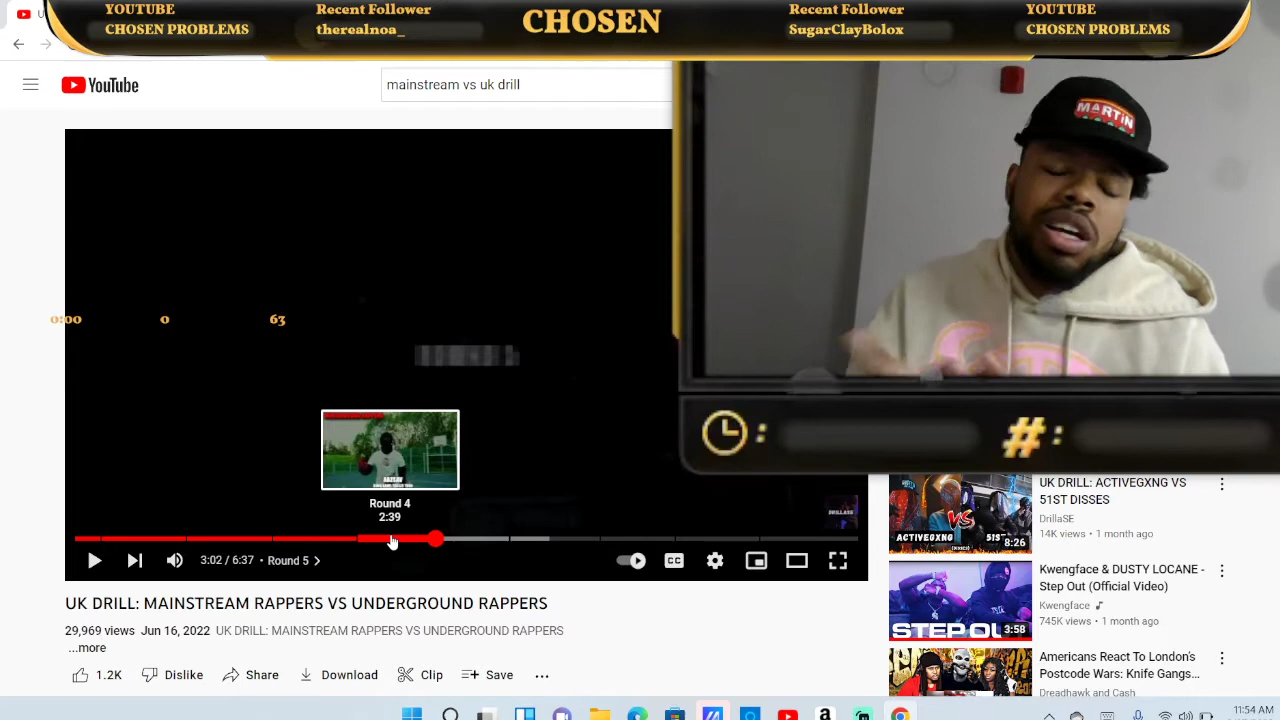 YOUTUBE
CHOSEN PROBLEMS
Recent Follower
therealnoa_
CHOSEN
Recent Follower
SugarClayBolox
YOUTUBE
CHOSEN PROBLEMS
YouTube
mainstream vs uk drill
MARTIN
0:00 0 63
Round 4
2:39
DRILLASE
3:02 / 6:37 • Round 5
CC
:
# :
UK DRILL: MAINSTREAM RAPPERS VS UNDERGROUND RAPPERS
29,969 views Jun 16, 2022 UK DRILL: MAINSTREAM RAPPERS VS UNDERGROUND RAPPERS
...more
1.2K Dislike Share Download Clip Save
UK DRILL: ACTIVEGXNG VS
51ST DISSES
DrillaSE
14K views • 1 month ago
VS
8:26
Kwengface & DUSTY LOCANE -
Step Out (Official Video)
Kwengface
745K views • 1 month ago
STEP OU
3:58
Americans React To London's
Postcode Wars: Knife Gangs...
Dreadhawk and Cash
11:54 AM